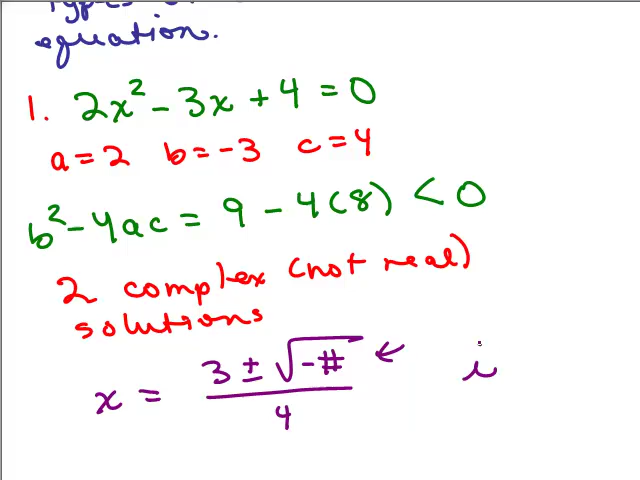 equation.
1. 2x² - 3x + 4 = 0
a = 2 b = -3 c = 4
b² - 4ac = 9 - 4(8) < 0
2 complex (not real)
solutions
x = (3 ± √(-#))/4 ← i